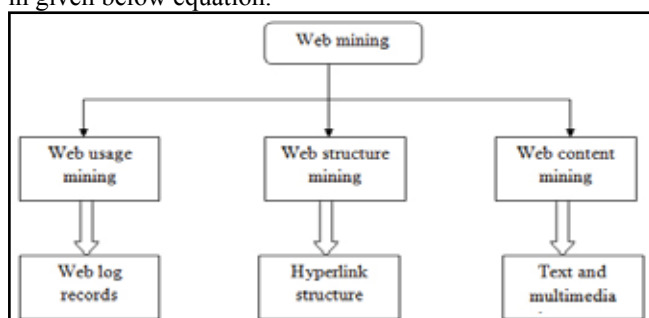 in given below equation.
Web mining
Web usage
mining
Web structure
mining
Web content
mining
Web log
records
Hyperlink
structure
Text and
multimedia